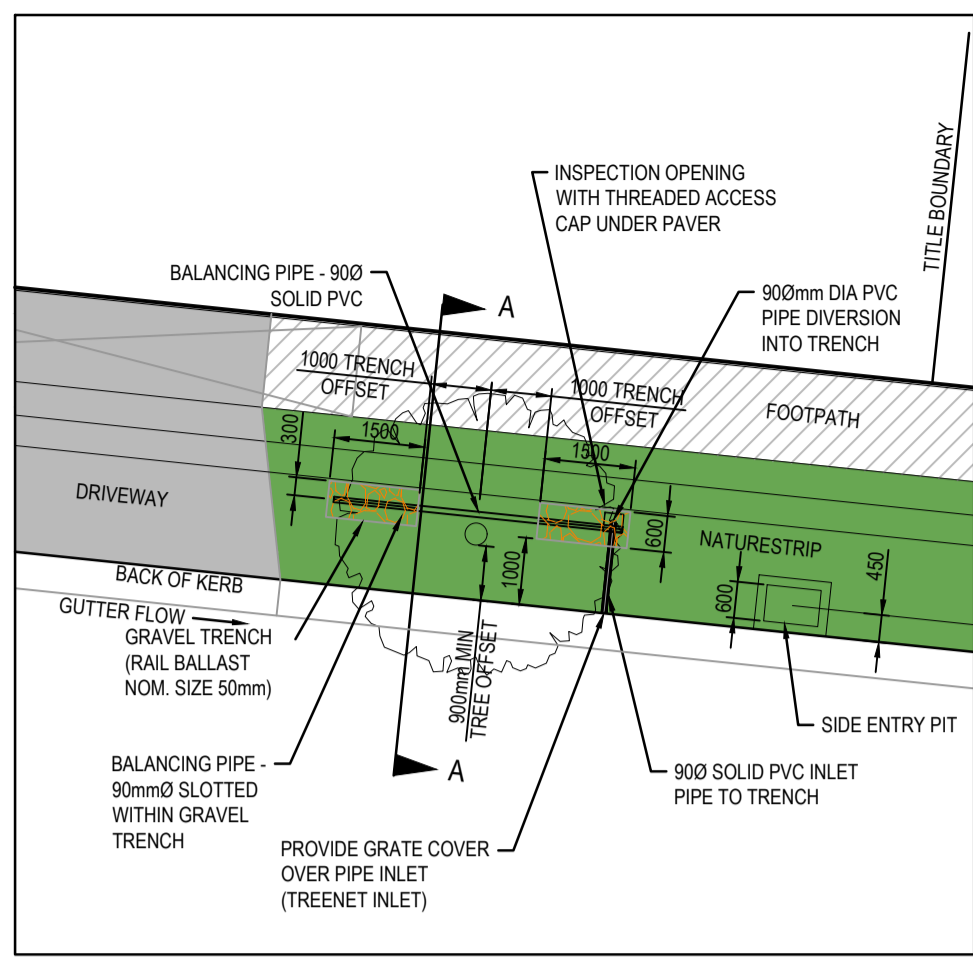 INSPECTION OPENING
WITH THREADED ACCESS
CAP UNDER PAVER
TITLE BOUNDARY
BALANCING PIPE - 90Ø
SOLID PVC
A
90Ømm DIA PVC
PIPE DIVERSION
INTO TRENCH
1000 TRENCH
OFFSET
1000 TRENCH
OFFSET
FOOTPATH
300
1500
1500
DRIVEWAY
600
NATURESTRIP
450
1000
600
BACK OF KERB
GUTTER FLOW
GRAVEL TRENCH
(RAIL BALLAST
NOM. SIZE 50mm)
900mm MIN
TREE OFFSET
SIDE ENTRY PIT
BALANCING PIPE -
90mmØ SLOTTED
WITHIN GRAVEL
TRENCH
A
90Ø SOLID PVC INLET
PIPE TO TRENCH
PROVIDE GRATE COVER
OVER PIPE INLET
(TREENET INLET)